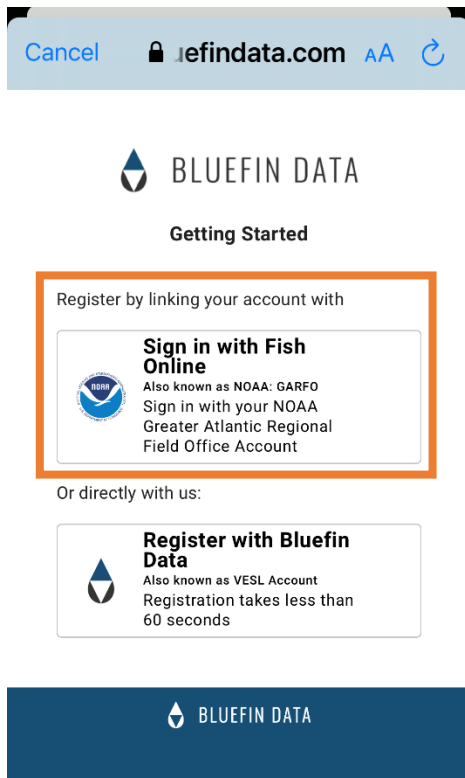 Cancel uefindata.com AA
BLUEFIN DATA
Getting Started
Register by linking your account with
Sign in with Fish
Online
Also known as NOAA: GARFO
NOAA
Sign in with your NOAA
Greater Atlantic Regional
Field Office Account
Or directly with us:
Register with Bluefin
Data
Also known as VESL Account
Registration takes less than
60 seconds
BLUEFIN DATA